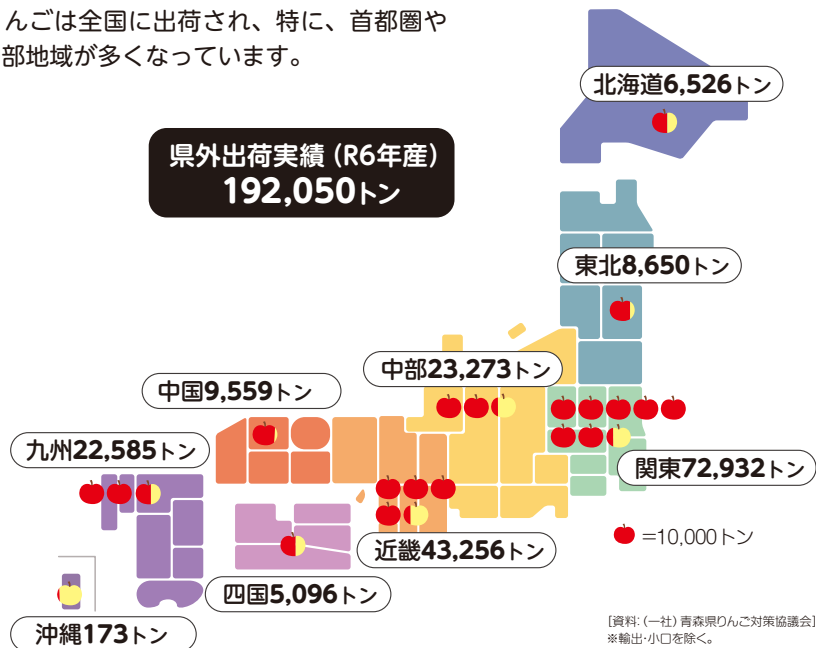 んごは全国に出荷され、特に、首都圏や
部地域が多くなっています。
県外出荷実績（R6年産）
192,050トン
北海道6,526トン
東北8,650トン
中部23,273トン
中国9,559トン
九州22,585トン
関東72,932トン
近畿43,256トン
=10,000トン
四国5,096トン
沖縄173トン
[資料:(一社)青森県りんご対策協議会]
※輸出・小口を除く。